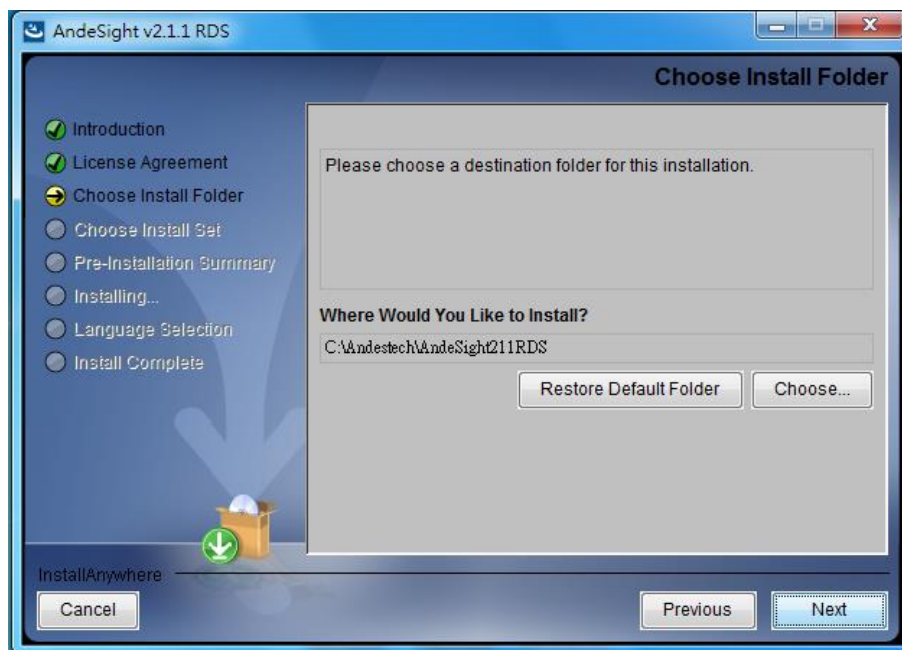 AndeSight v2.1.1 RDS
Choose Install Folder
Introduction
License Agreement
Choose Install Folder
Choose Install Set
Pre-Installation Summary
Installing...
Language Selection
Install Complete
Please choose a destination folder for this installation.
Where Would You Like to Install?
C:\Andestech\AndeSight211RDS
Restore Default Folder
Choose...
InstallAnywhere
Cancel
Previous
Next